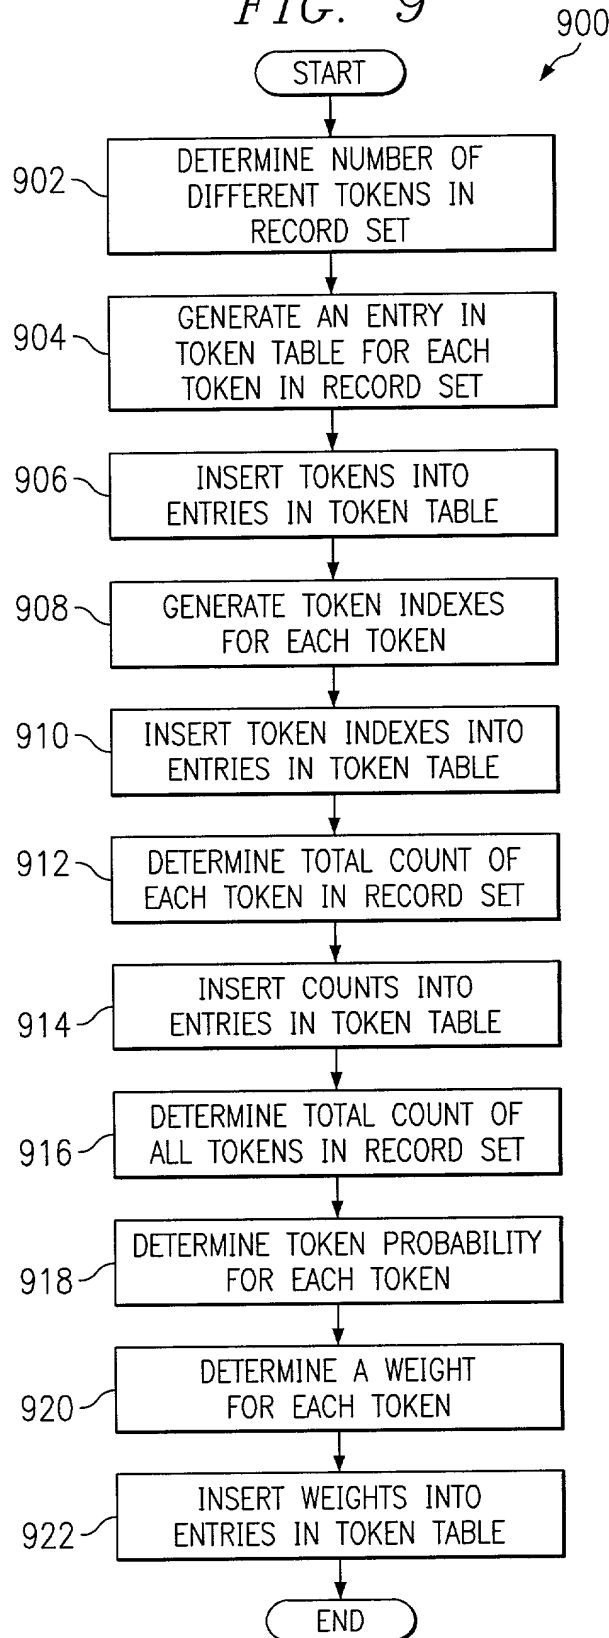 FIG. 9
900
START
902
DETERMINE NUMBER OF
DIFFERENT TOKENS IN
RECORD SET
904
GENERATE AN ENTRY IN
TOKEN TABLE FOR EACH
TOKEN IN RECORD SET
906
INSERT TOKENS INTO
ENTRIES IN TOKEN TABLE
908
GENERATE TOKEN INDEXES
FOR EACH TOKEN
910
INSERT TOKEN INDEXES INTO
ENTRIES IN TOKEN TABLE
912
DETERMINE TOTAL COUNT OF
EACH TOKEN IN RECORD SET
914
INSERT COUNTS INTO
ENTRIES IN TOKEN TABLE
916
DETERMINE TOTAL COUNT OF
ALL TOKENS IN RECORD SET
918
DETERMINE TOKEN PROBABILITY
FOR EACH TOKEN
920
DETERMINE A WEIGHT
FOR EACH TOKEN
922
INSERT WEIGHTS INTO
ENTRIES IN TOKEN TABLE
END